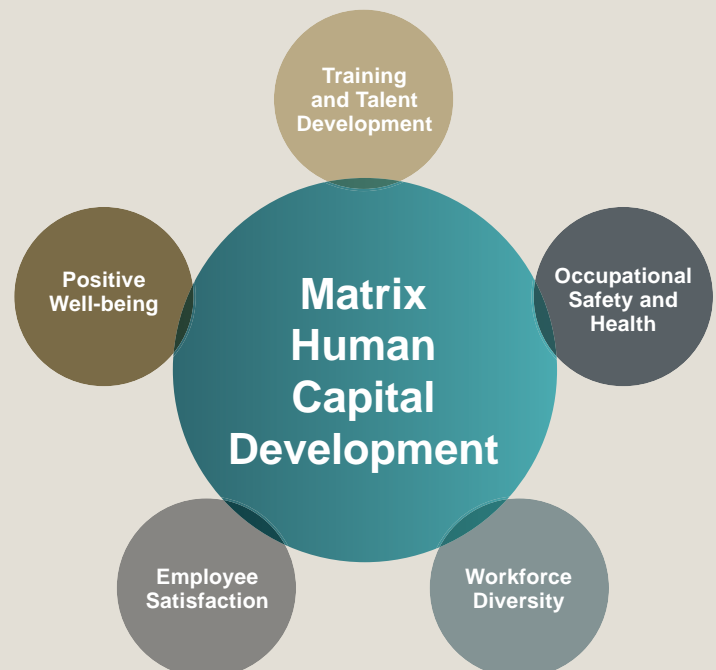 Training
and Talent
Development
Positive
Well-being
Occupational
Safety and
Health
Matrix
Human
Capital
Development
Employee
Satisfaction
Workforce
Diversity